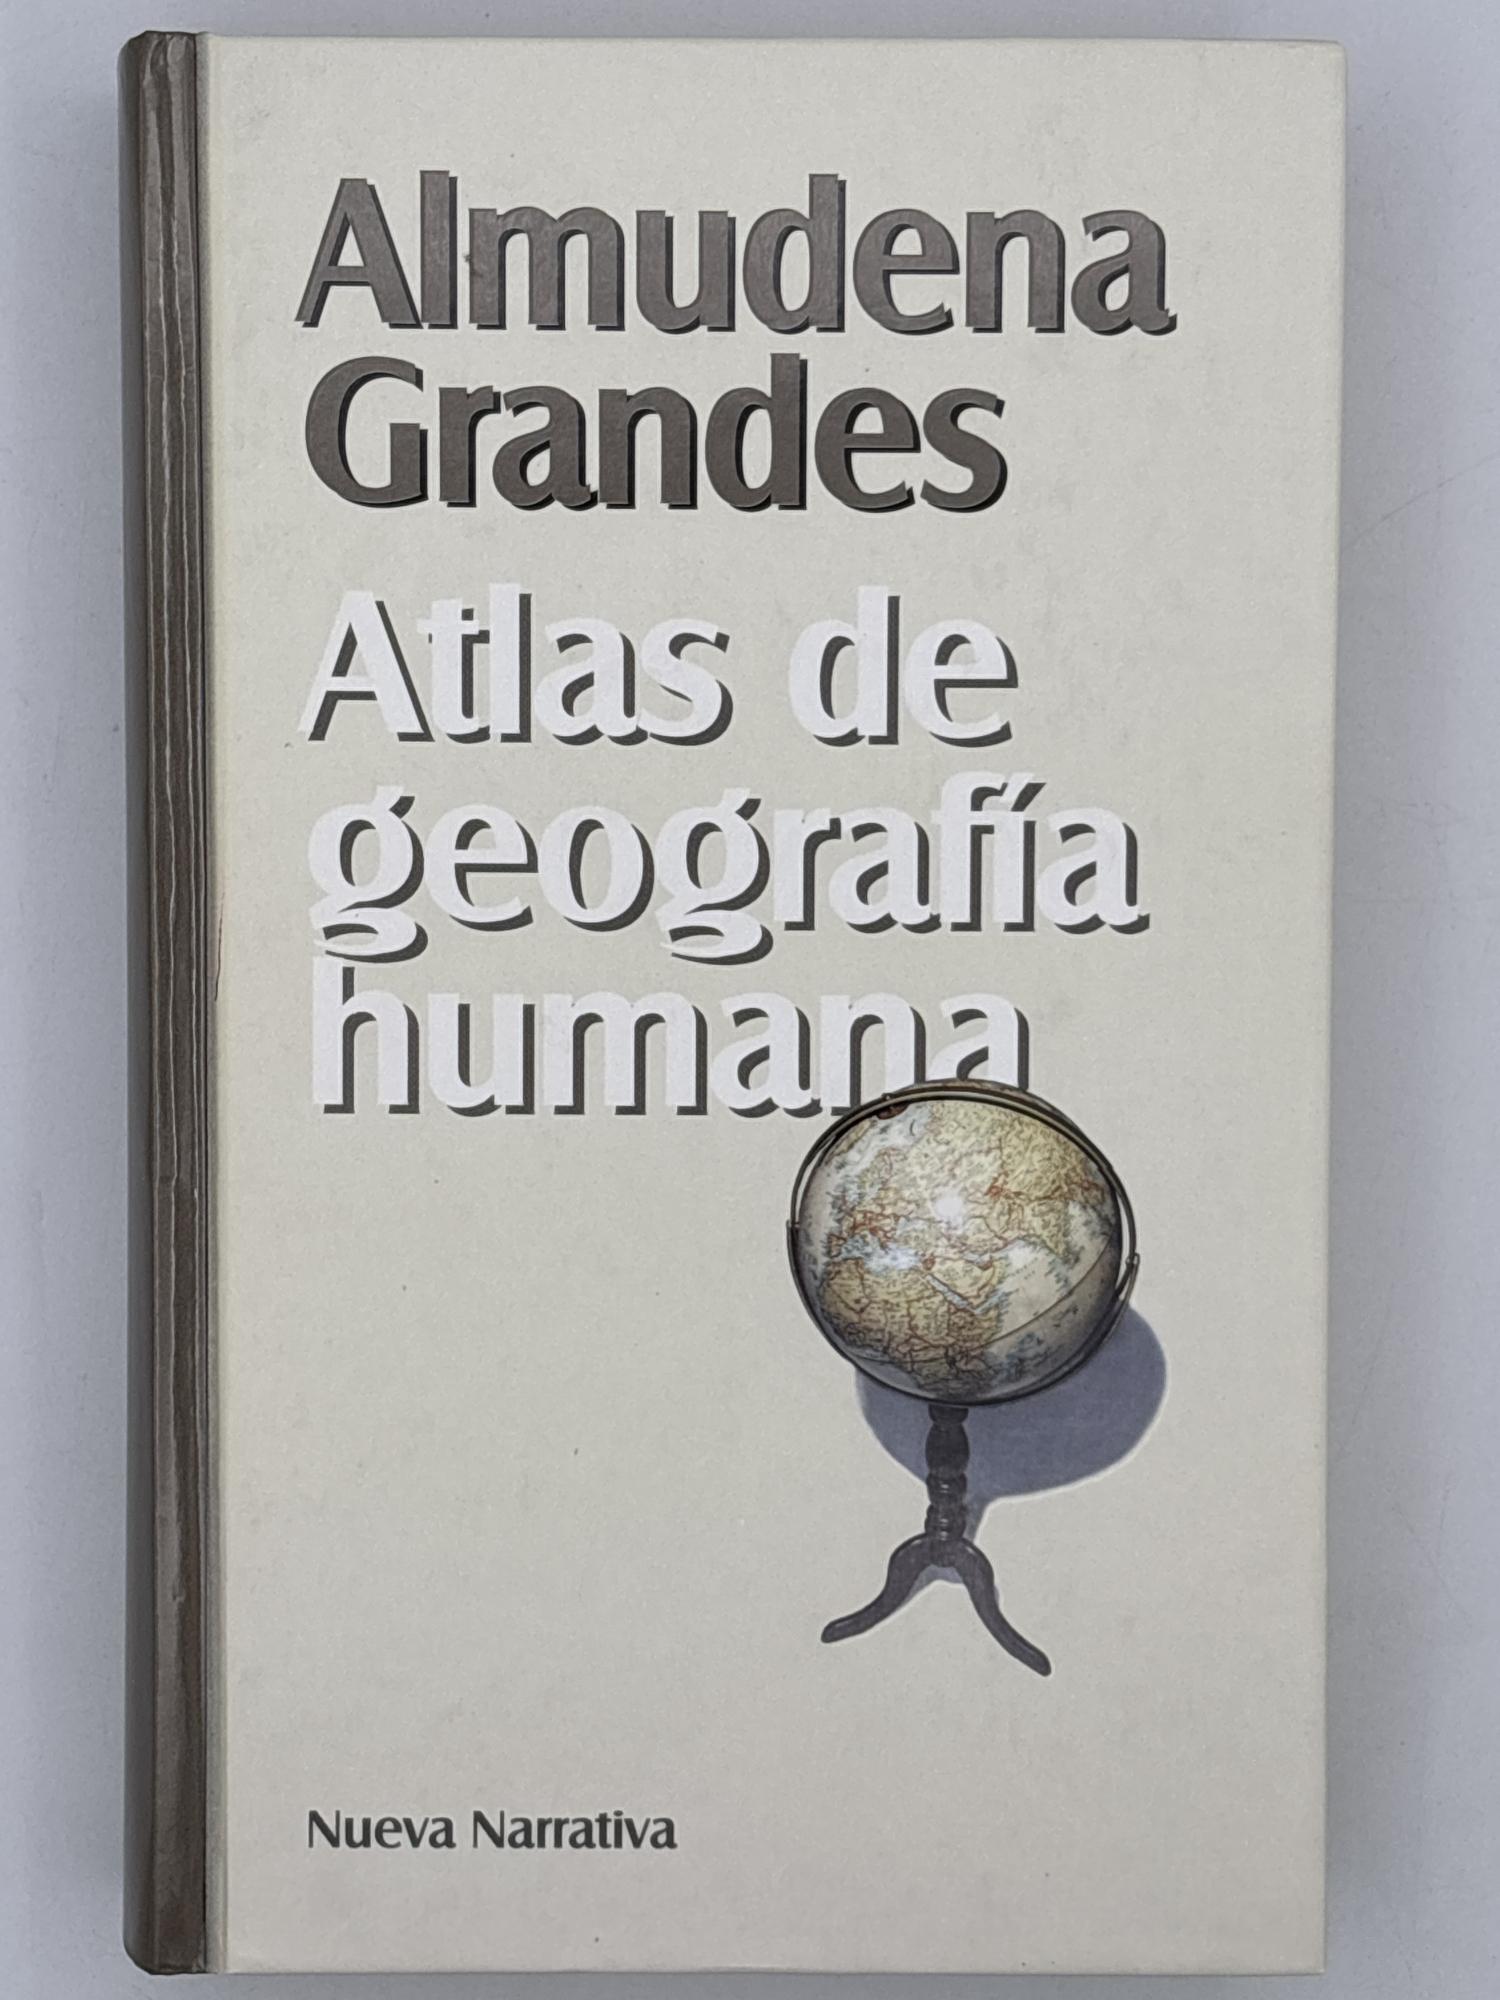 Almudena
Grandes
Atlas de
geografía
humana
Nueva Narrativa